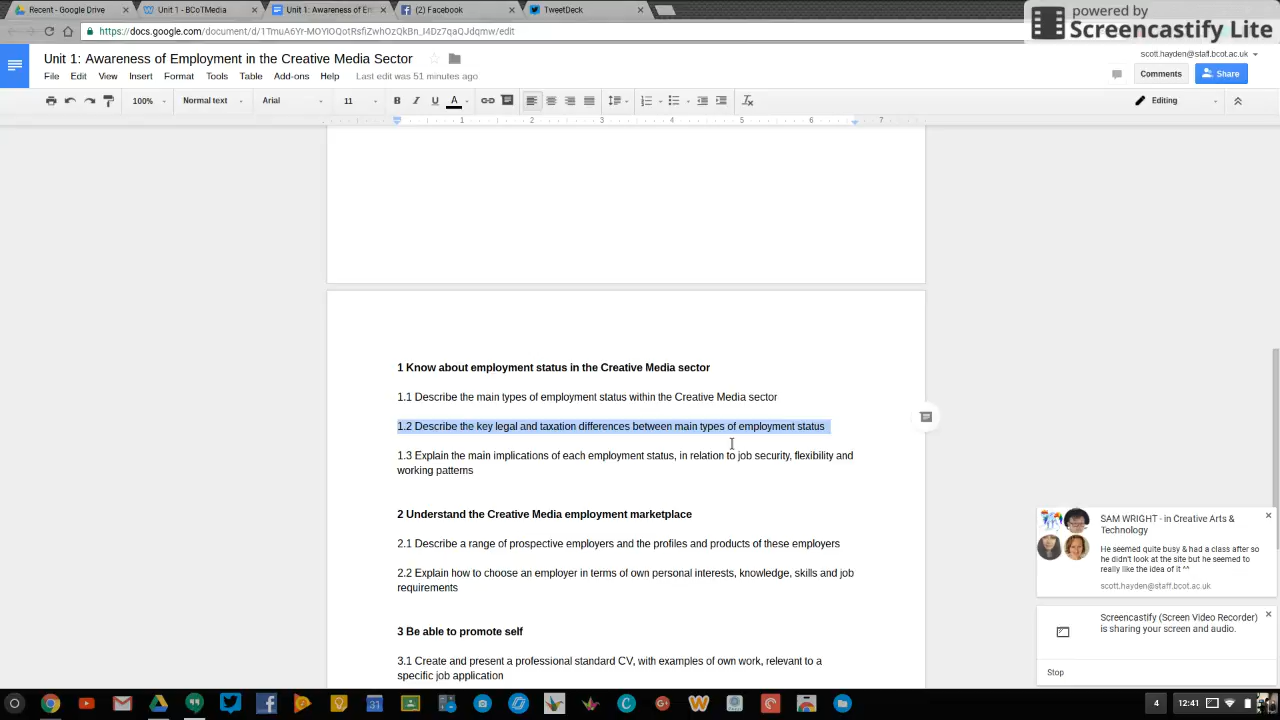 Recent - Google Drive
Unit 1 - BCoTMedia
Unit 1: Awareness of Em
(2) Facebook
TweetDeck
powered by
Screencastify Lite
https://docs.google.com/document/d/1TmuA6Yr-MOYIOQotRsfiZwhOzQkBn_I4Dz7qaQJdqmw/edit
Unit 1: Awareness of Employment in the Creative Media Sector
scott.hayden@staff.bcot.ac.uk
File Edit View Insert Format Tools Table Add-ons Help Last edit was 51 minutes ago
Comments
Share
100% Normal text Arial 11 B I U A
Editing
1 2 3 4 5 6 7
1 Know about employment status in the Creative Media sector
1.1 Describe the main types of employment status within the Creative Media sector
1.2 Describe the key legal and taxation differences between main types of employment status
1.3 Explain the main implications of each employment status, in relation to job security, flexibility and
working patterns
2 Understand the Creative Media employment marketplace
2.1 Describe a range of prospective employers and the profiles and products of these employers
2.2 Explain how to choose an employer in terms of own personal interests, knowledge, skills and job
requirements
3 Be able to promote self
3.1 Create and present a professional standard CV, with examples of own work, relevant to a
specific job application
SAM WRIGHT - in Creative Arts &
Technology
He seemed quite busy & had a class after so
he didn't look at the site but he seemed to
really like the idea of it ^^
scott.hayden@staff.bcot.ac.uk
Screencastify (Screen Video Recorder)
is sharing your screen and audio.
Stop
4
12:41